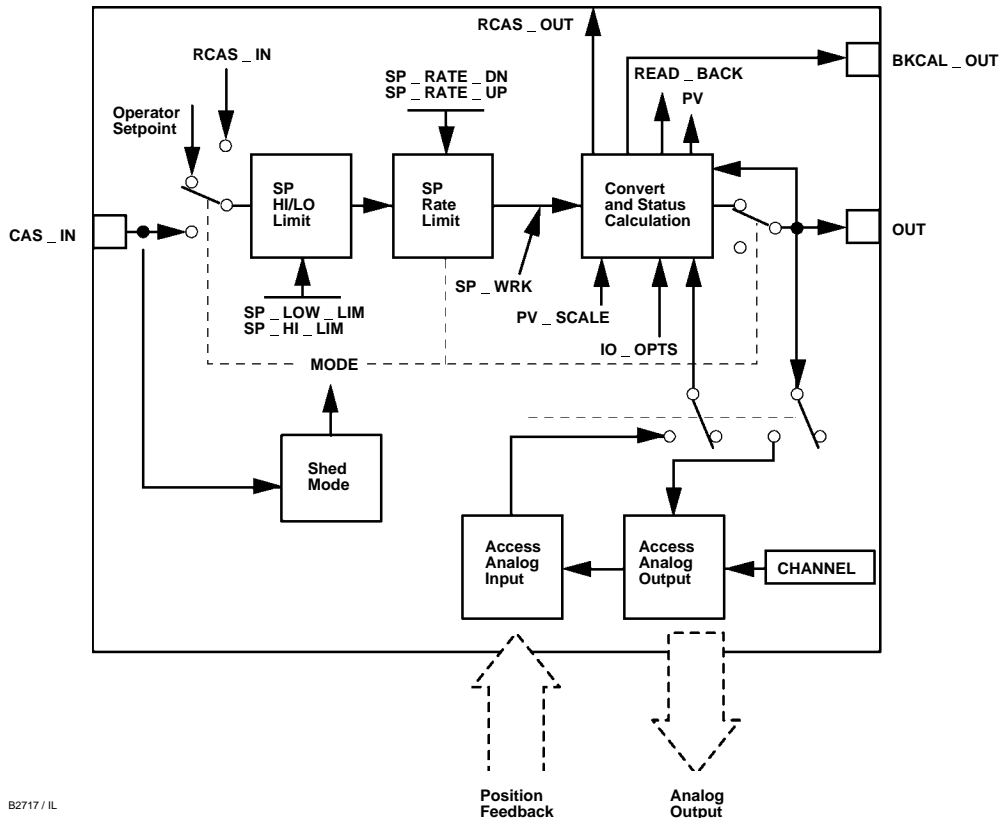 RCAS _ OUT
RCAS _ IN
BKCAL _ OUT
SP _ RATE _ DN
SP _ RATE _ UP
READ _ BACK
PV
Operator
Setpoint
SP
HI/LO
Limit
SP
Rate
Limit
Convert
and Status
Calculation
CAS _ IN
OUT
SP _ WRK
SP _ LOW _ LIM
SP _ HI _ LIM
PV _ SCALE
IO _ OPTS
MODE
Shed
Mode
Access
Analog
Input
Access
Analog
Output
CHANNEL
Position
Feedback
Analog
Output
B2717 / IL